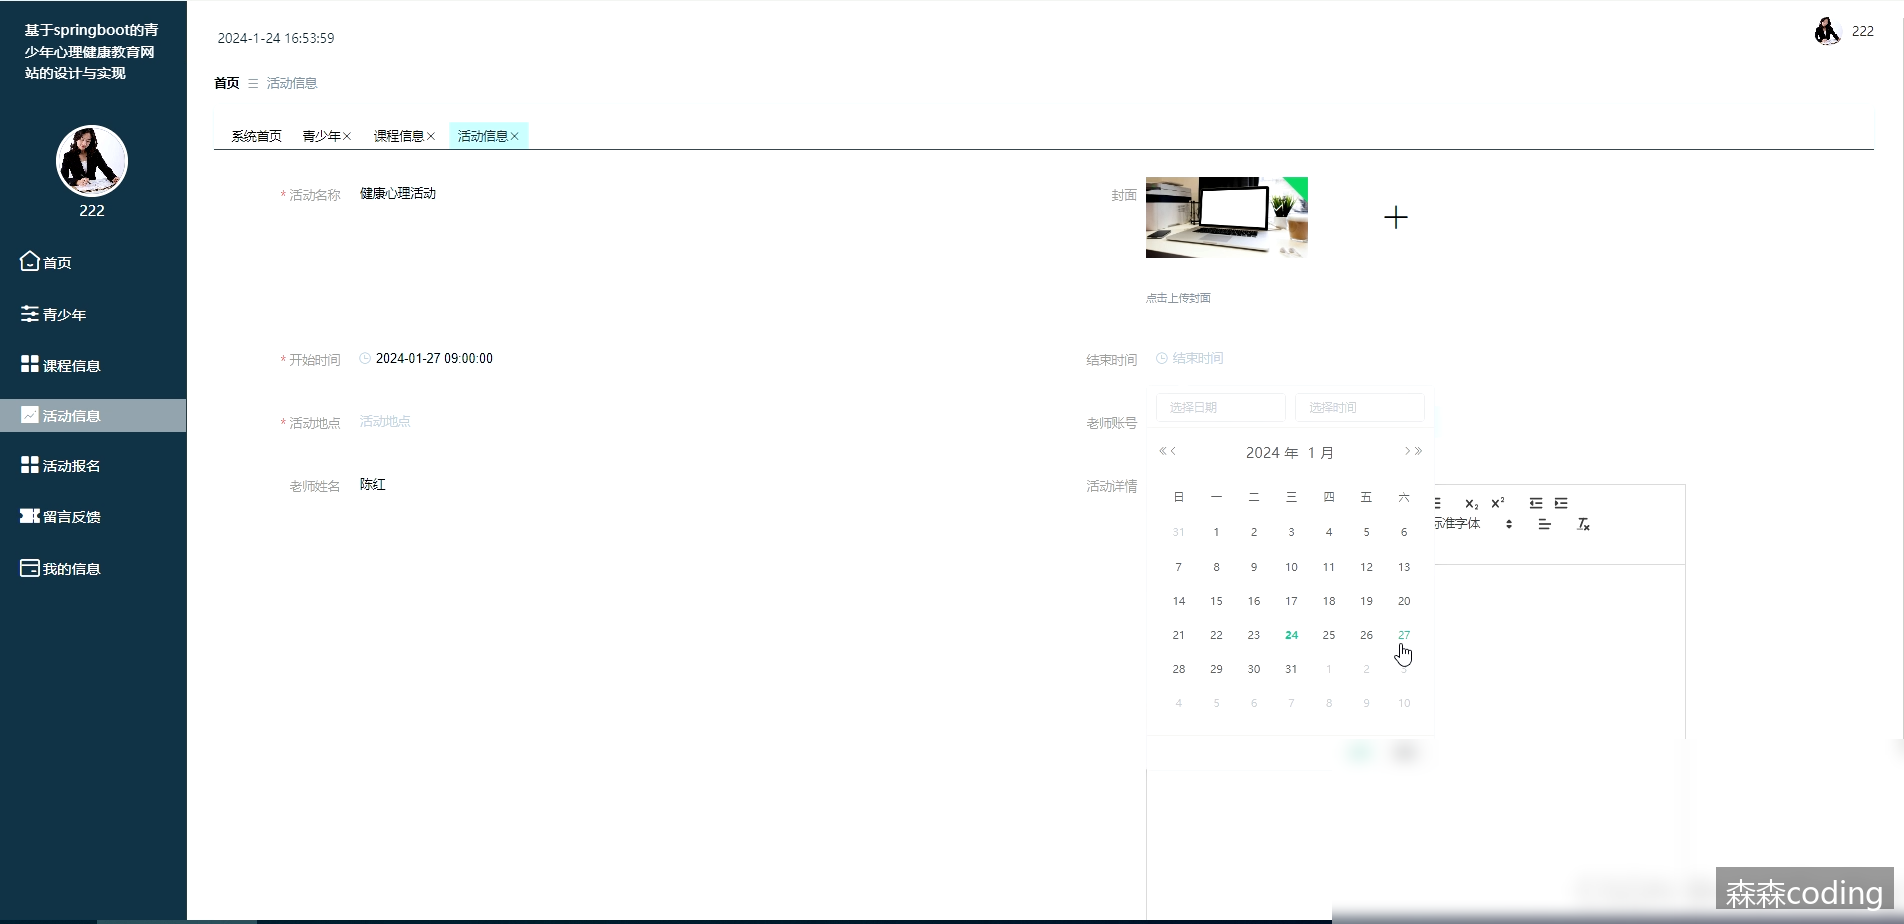 基于springboot的青
少年心理健康教育网
站的设计与实现
222
首页
青少年
课程信息
活动信息
活动报名
留言反馈
我的信息
2024-1-24 16:53:59
222
首页 活动信息
系统首页 青少年 课程信息 活动信息
* 活动名称 健康心理活动
封面
点击上传封面
* 开始时间 2024-01-27 09:00:00
结束时间 结束时间
* 活动地点 活动地点
老师账号
老师姓名 陈红
活动详情
选择日期 选择时间
2024 年 1 月
日 一 二 三 四 五 六
31 1 2 3 4 5 6
7 8 9 10 11 12 13
14 15 16 17 18 19 20
21 22 23 24 25 26 27
28 29 30 31 1 2 3
4 5 6 7 8 9 10
标准字体
森森coding